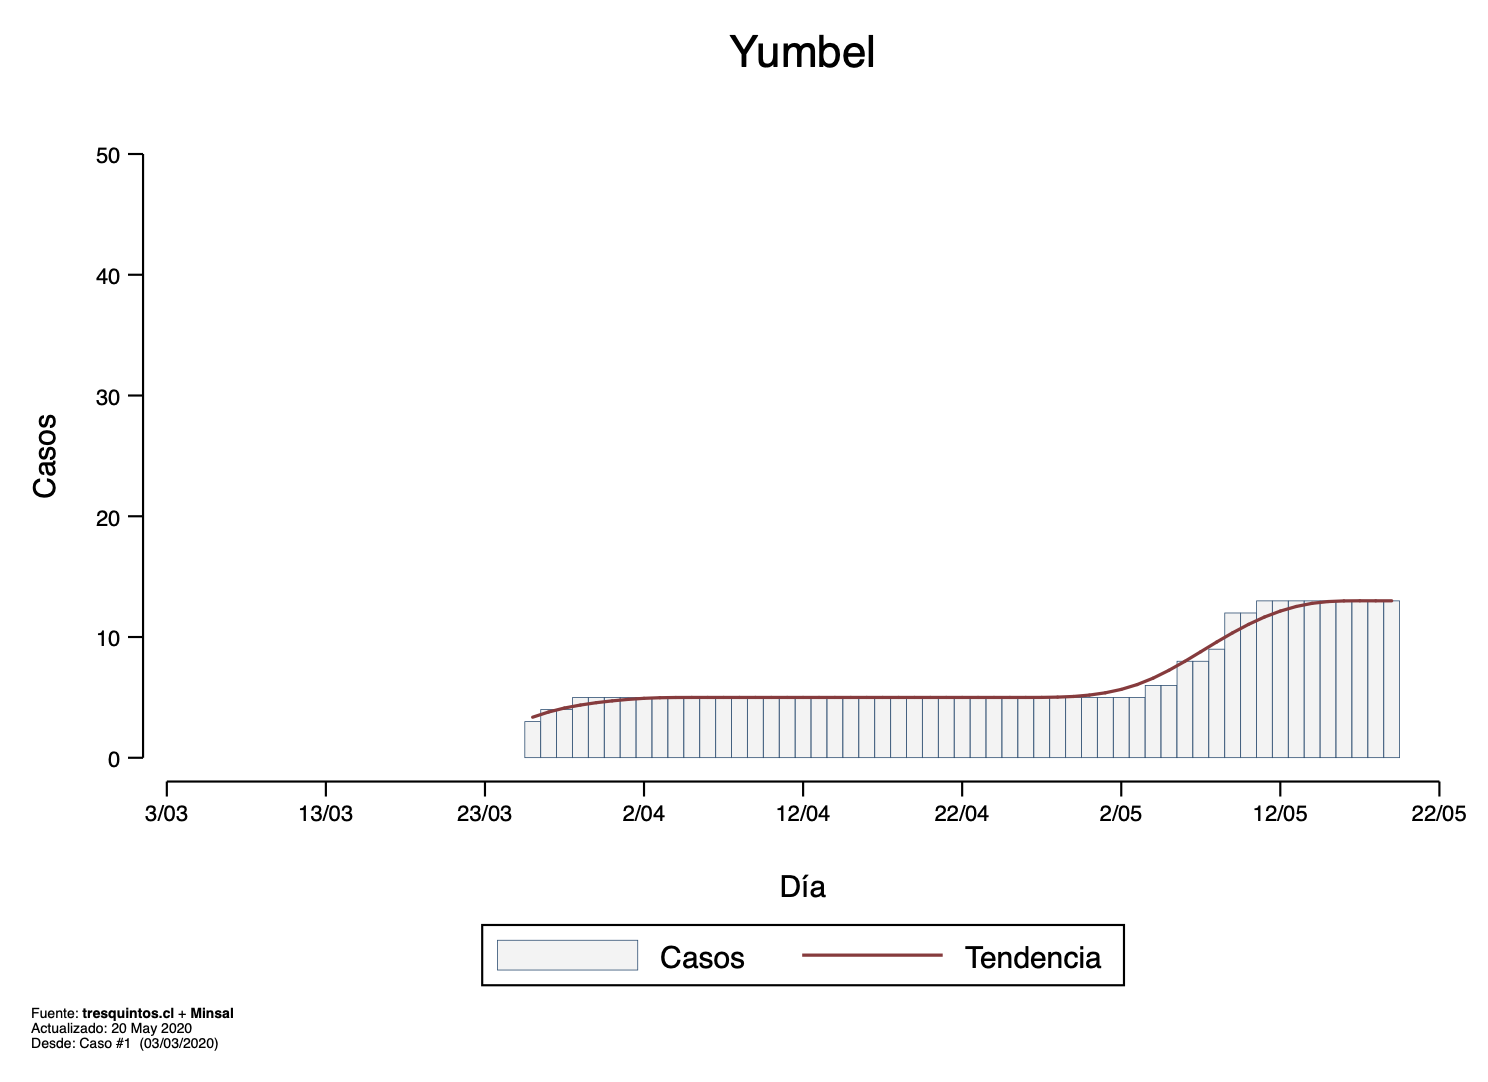 Yumbel
50
40
30
20
10
0
Casos
3/03 13/03 23/03 2/04 12/04 22/04 2/05 12/05 22/05
Día
Casos Tendencia
Fuente: tresquintos.cl + Minsal
Actualizado: 20 May 2020
Desde: Caso #1 (03/03/2020)